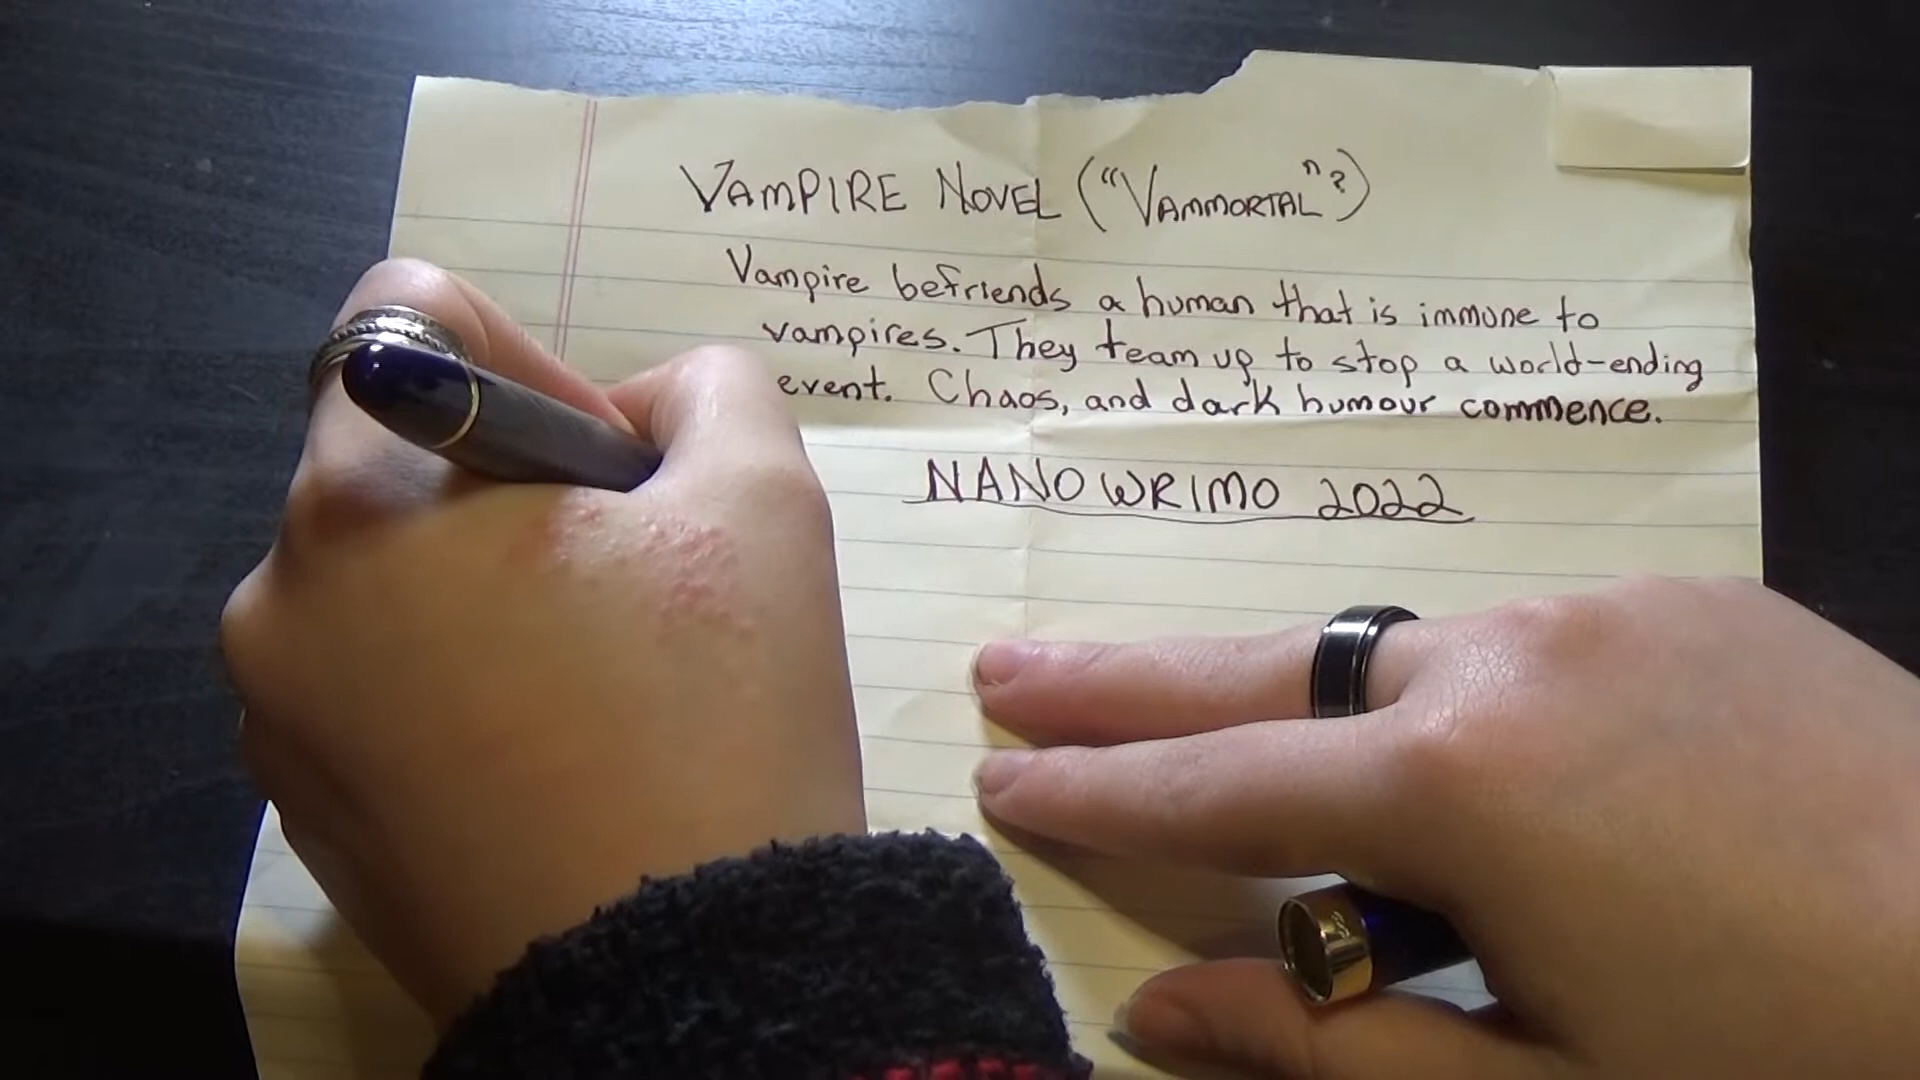 VAMPIRE NOVEL ("VAMMORTAL"?)
Vampire befriends a human that is immune to
vampires. They team up to stop a world-ending
event. Chaos, and dark humour commence.
NANOWRIMO 2022